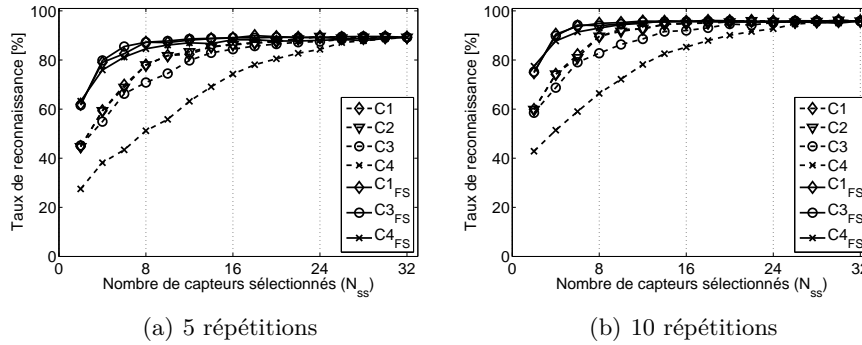 100
80
60
40
20
0
0 8 16 24 32
Taux de reconnaissance [%]
Nombre de capteurs sélectionnés (N_ss)
C1
C2
C3
C4
C1_FS
C3_FS
C4_FS
(a) 5 répétitions
100
80
60
40
20
0
0 8 16 24 32
Taux de reconnaissance [%]
Nombre de capteurs sélectionnés (N_ss)
C1
C2
C3
C4
C1_FS
C3_FS
C4_FS
(b) 10 répétitions